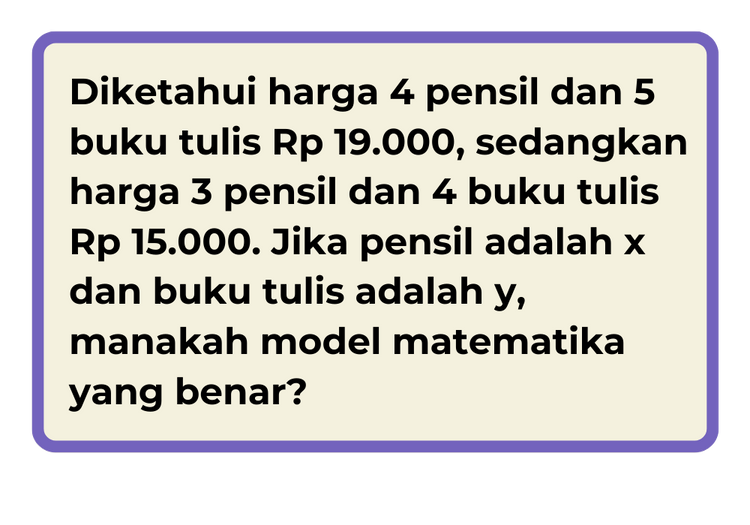 Diketahui harga 4 pensil dan 5
buku tulis Rp 19.000, sedangkan
harga 3 pensil dan 4 buku tulis
Rp 15.000. Jika pensil adalah x
dan buku tulis adalah y,
manakah model matematika
yang benar?